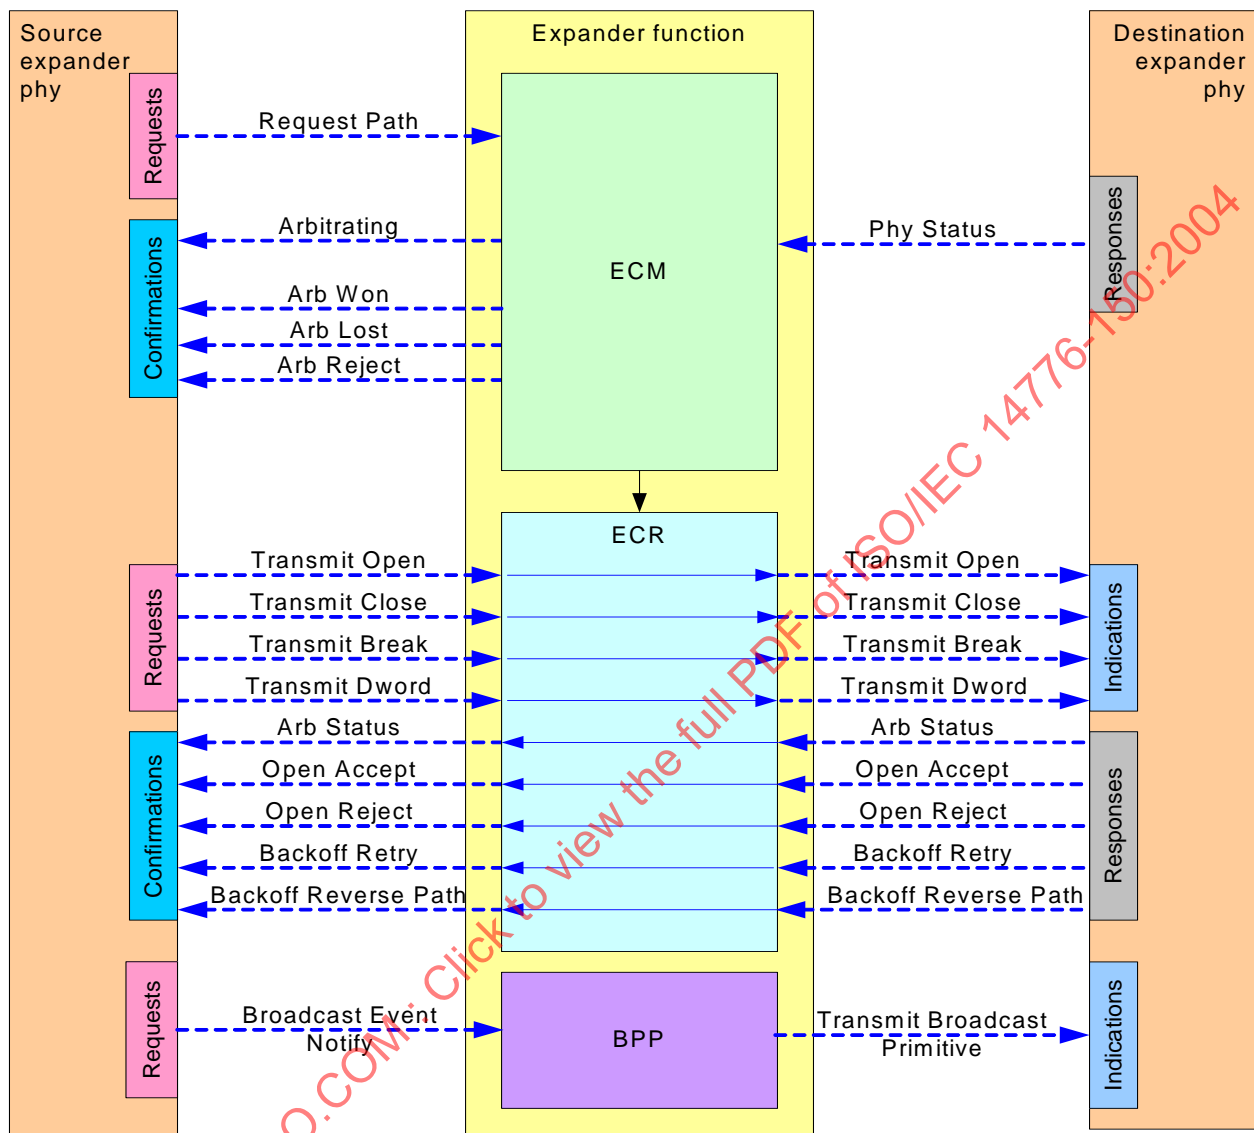 Source
expander
phy
Expander function
Destination
expander
phy
Requests
Request Path
Confirmations
Arbitrating
Arb Won
Arb Lost
Arb Reject
ECM
Phy Status
Responses
ECR
Requests
Transmit Open
Transmit Close
Transmit Break
Transmit Dword
Transmit Open
Transmit Close
Transmit Break
Transmit Dword
Indications
Confirmations
Arb Status
Open Accept
Open Reject
Backoff Retry
Backoff Reverse Path
Arb Status
Open Accept
Open Reject
Backoff Retry
Backoff Reverse Path
Responses
Requests
Broadcast Event
Notify
BPP
Transmit Broadcast
Primitive
Indications
O.COM: Click to view the full PDF of ISO/IEC 14776-150:2004